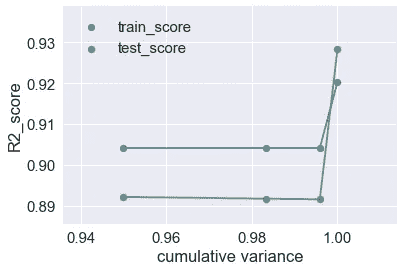 train_score
test_score
0.93
0.92
0.91
0.90
0.89
R2_score
0.94 0.96 0.98 1.00
cumulative variance